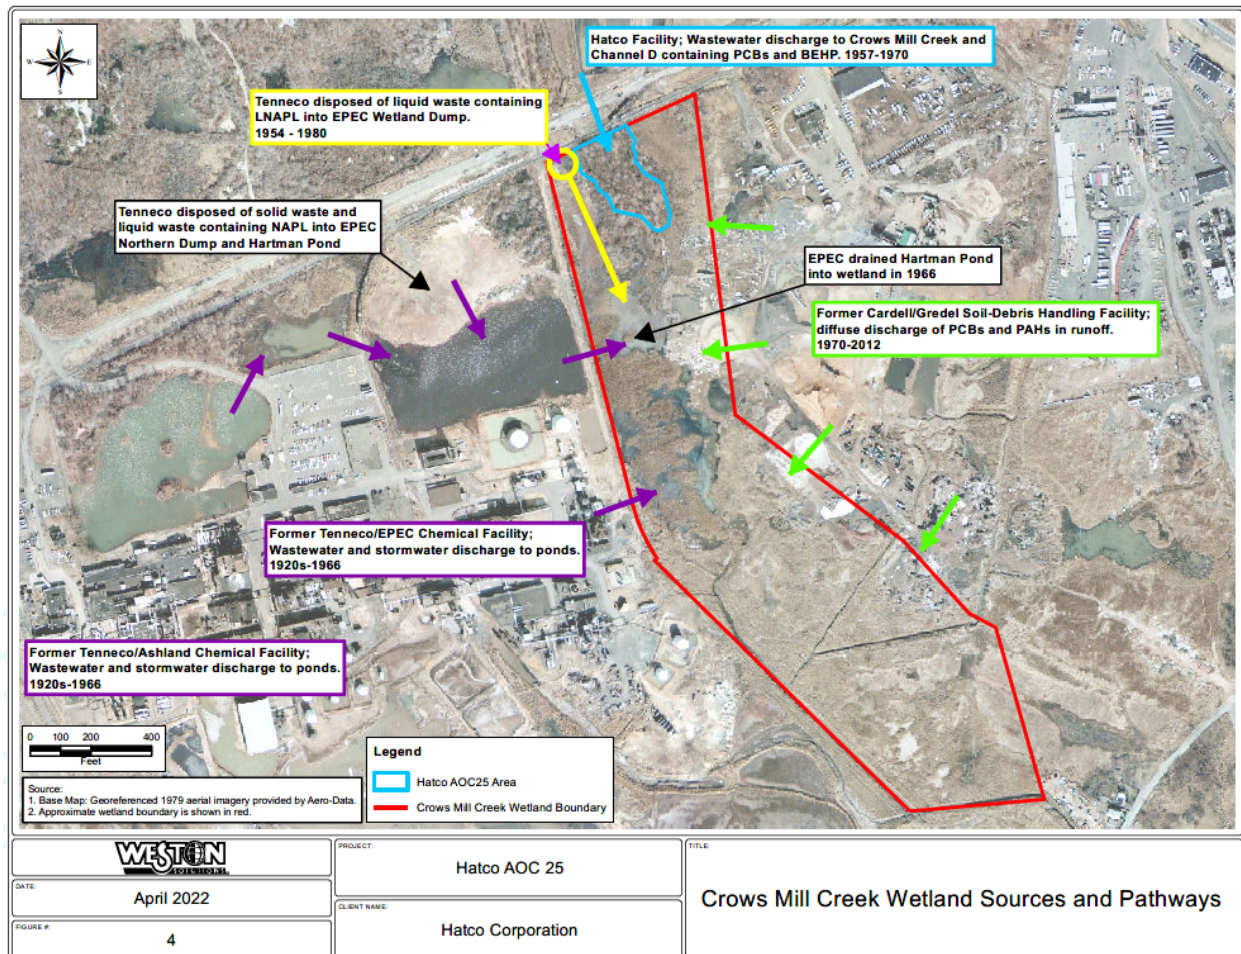 N
W
E
S
Hatco Facility; Wastewater discharge to Crows Mill Creek and
Channel D containing PCBs and BEHP. 1957-1970
Tenneco disposed of liquid waste containing
LNAPL into EPEC Wetland Dump.
1954 - 1980
Tenneco disposed of solid waste and
liquid waste containing NAPL into EPEC
Northern Dump and Hartman Pond
EPEC drained Hartman Pond
into wetland in 1966
Former Cardell/Gredel Soil-Debris Handling Facility;
diffuse discharge of PCBs and PAHs in runoff.
1970-2012
Former Tenneco/EPEC Chemical Facility;
Wastewater and stormwater discharge to ponds.
1920s-1966
Former Tenneco/Ashland Chemical Facility;
Wastewater and stormwater discharge to ponds.
1920s-1966
0 100 200 400
Feet
Source:
1. Base Map: Georeferenced 1979 aerial imagery provided by Aero-Data.
2. Approximate wetland boundary is shown in red.
Legend
Hatco AOC25 Area
Crows Mill Creek Wetland Boundary
WESTON
SOLUTIONS
DATE:
April 2022
FIGURE #:
4
PROJECT:
Hatco AOC 25
CLIENT NAME:
Hatco Corporation
TITLE:
Crows Mill Creek Wetland Sources and Pathways